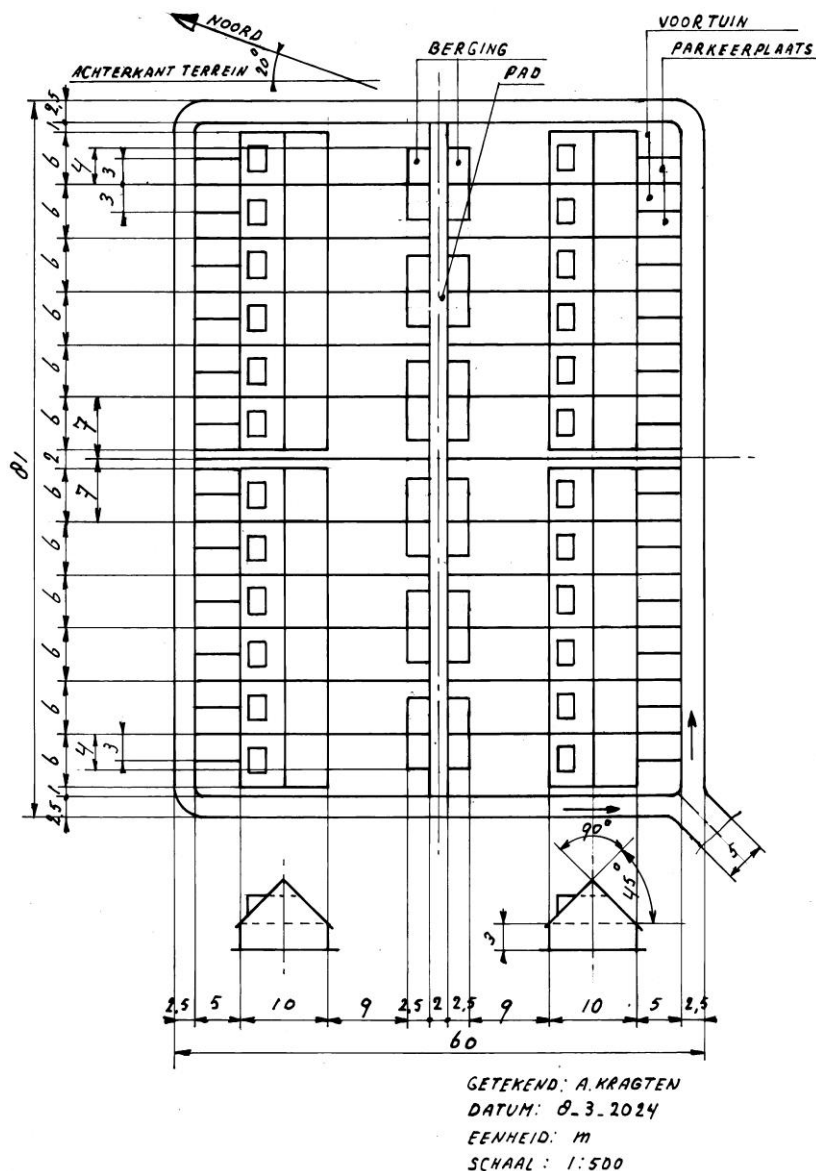 NOORD
20°
ACHTERKANT TERREIN
BERGING
PAD
VOORTUIN
PARKEERPLAATS
2,5
1
6
4
3
6
3
6
6
6
6
7
81
2
6
7
6
6
6
6
6
4
3
1
2,5
5
90°
45°
3
2,5 5 10 9 2,5 2 2,5 9 10 5 2,5
60
GETEKEND: A. KRAGTEN
DATUM: 8-3-2024
EENHEID: m
SCHAAL: 1:500